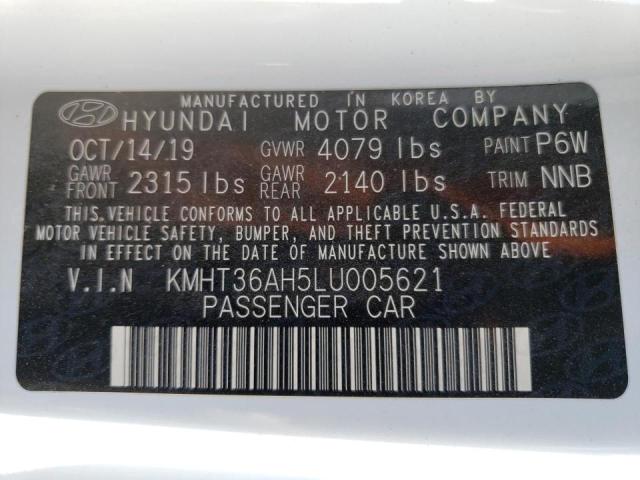 MANUFACTURED IN KOREA BY
HYUNDAI MOTOR COMPANY
OCT/14/19 GVWR 4079 lbs PAINT P6W
GAWR FRONT 2315 lbs GAWR REAR 2140 lbs TRIM NNB
THIS VEHICLE CONFORMS TO ALL APPLICABLE U.S.A. FEDERAL
MOTOR VEHICLE SAFETY, BUMPER, AND THEFT PREVENTION STANDARDS
IN EFFECT ON THE DATE OF MANUFACTURE SHOWN ABOVE
V.I.N KMHT36AH5LU005621
PASSENGER CAR